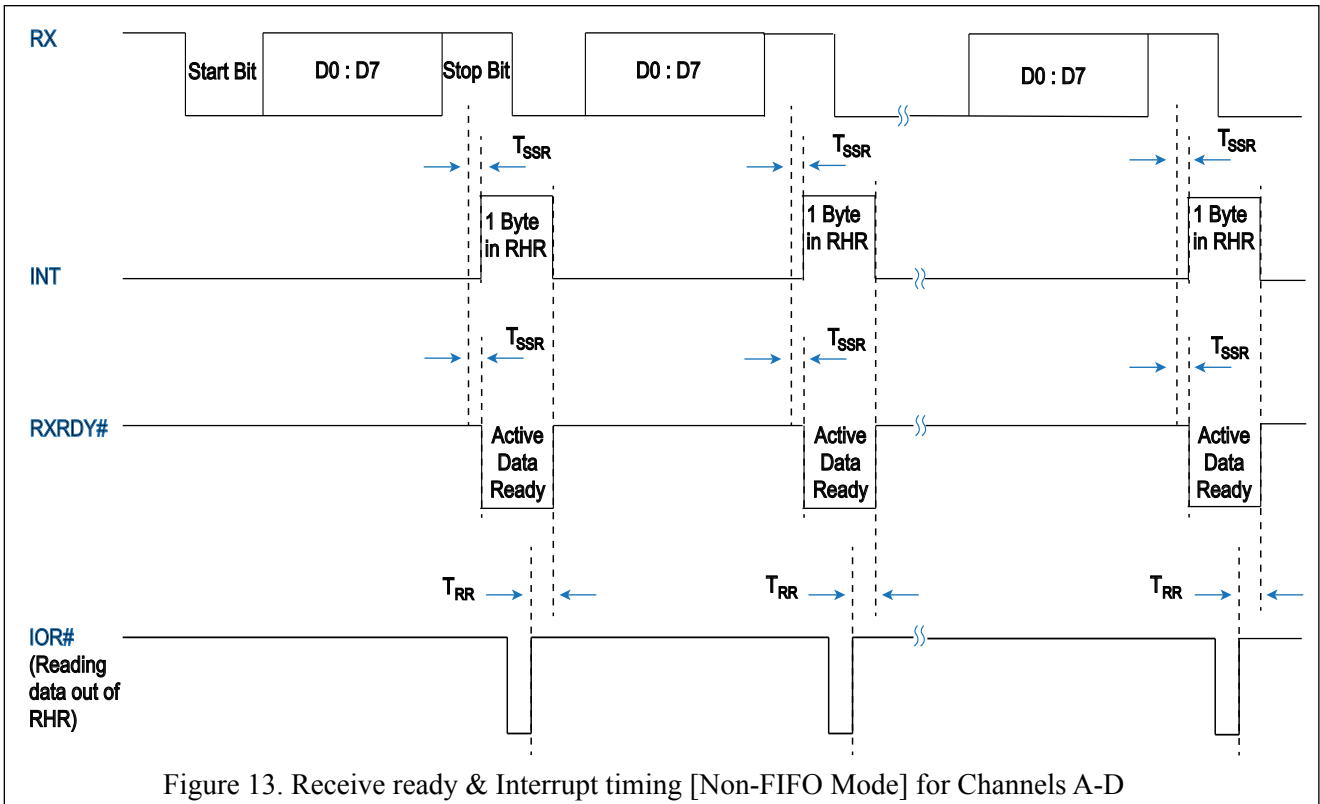 RX
Start Bit
D0 : D7
Stop Bit
D0 : D7
D0 : D7
TSSR
TSSR
TSSR
1 Byte
in RHR
1 Byte
in RHR
1 Byte
in RHR
INT
TSSR
TSSR
TSSR
RXRDY#
Active
Data
Ready
Active
Data
Ready
Active
Data
Ready
TRR
TRR
TRR
IOR#
(Reading
data out of
RHR)
Figure 13. Receive ready & Interrupt timing [Non-FIFO Mode] for Channels A-D